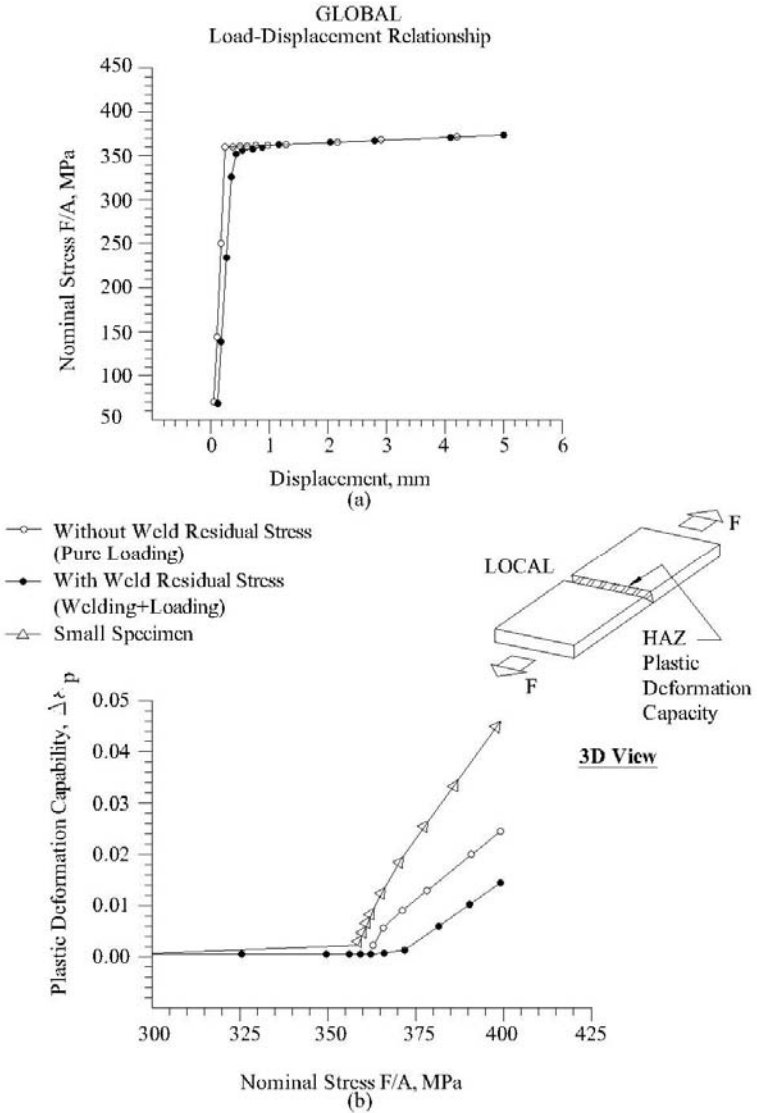 GLOBAL
Load-Displacement Relationship
Nominal Stress F/A, MPa
450
400
350
300
250
200
150
100
50
0 1 2 3 4 5 6
Displacement, mm
(a)
Without Weld Residual Stress
(Pure Loading)
With Weld Residual Stress
(Welding+Loading)
Small Specimen
F
LOCAL
HAZ
Plastic
Deformation
Capacity
F
3D View
Plastic Deformation Capability,
p
0.05
0.04
0.03
0.02
0.01
0.00
300 325 350 375 400 425
Nominal Stress F/A, MPa
(b)